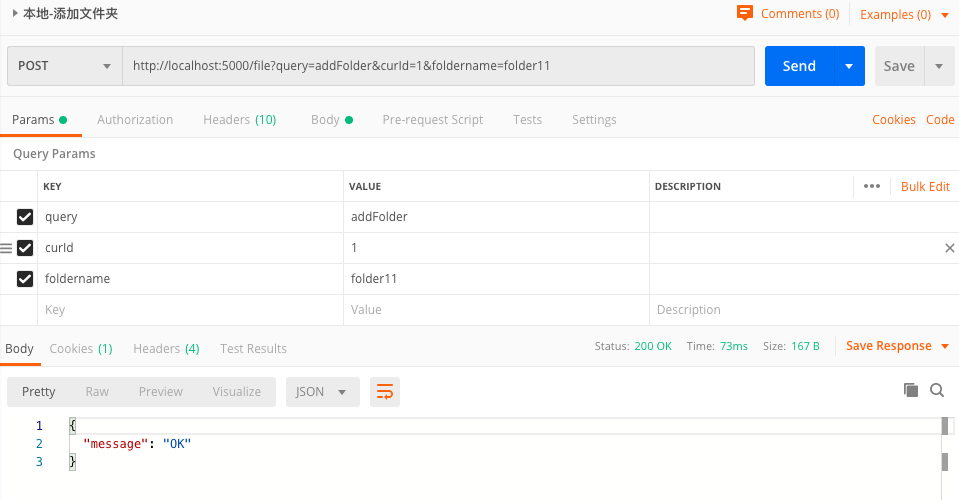 本地-添加文件夹 Comments (0) Examples (0)
POST http://localhost:5000/file?query=addFolder&curId=1&foldername=folder11 Send Save
Params Authorization Headers (10) Body Pre-request Script Tests Settings Cookies Code
Query Params
KEY VALUE DESCRIPTION ••• Bulk Edit
query addFolder
curId 1
foldername folder11
Key Value Description
Body Cookies (1) Headers (4) Test Results Status: 200 OK Time: 73ms Size: 167 B Save Response
Pretty Raw Preview Visualize JSON
1 {
2 "message": "OK"
3 }